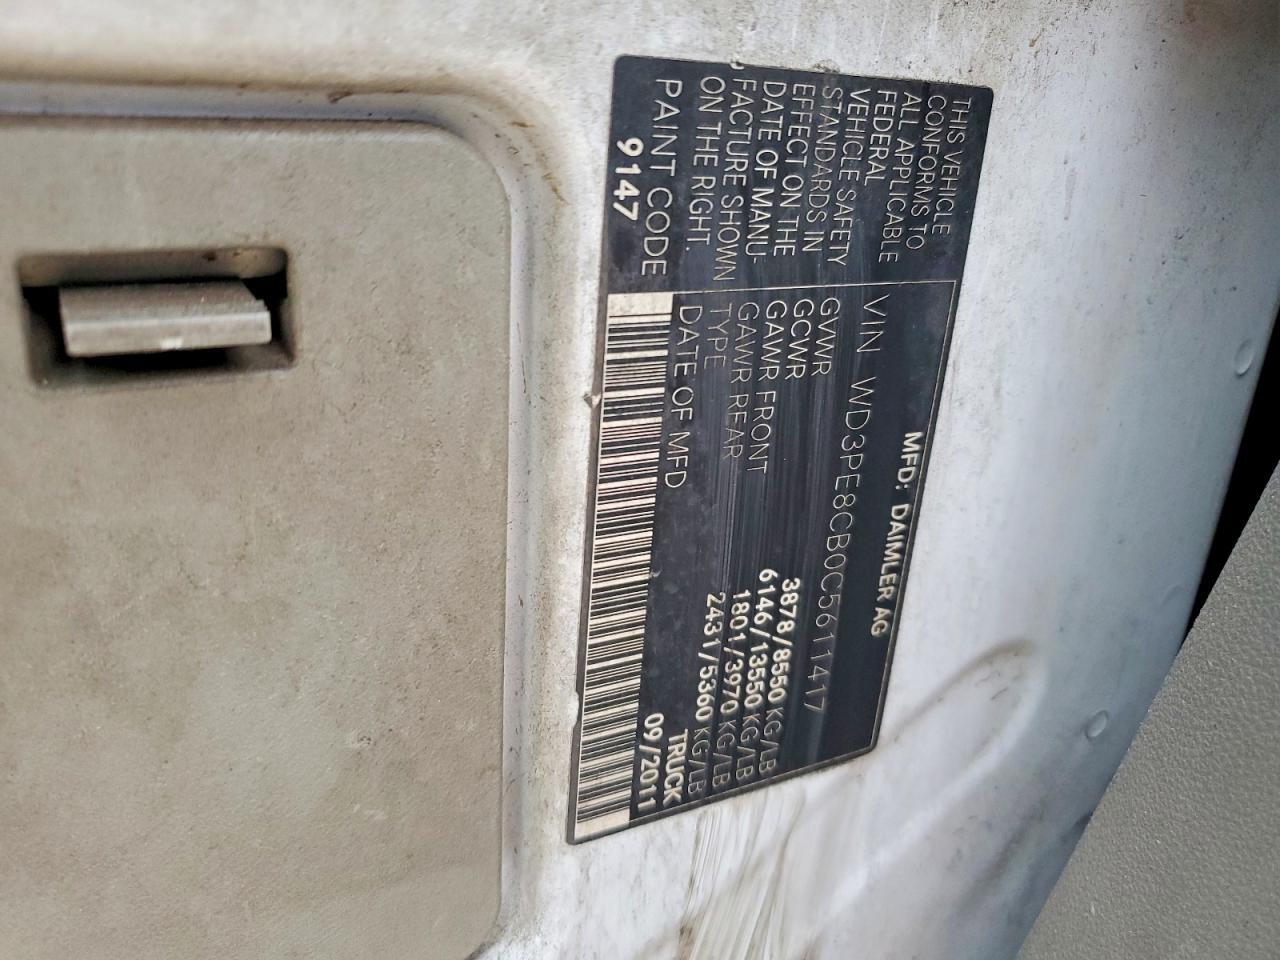 THIS VEHICLE
CONFORMS TO
ALL APPLICABLE
FEDERAL
VEHICLE SAFETY
STANDARDS IN
EFFECT ON THE
DATE OF MANU-
FACTURE SHOWN
ON THE RIGHT.
PAINT CODE
9147
MFD: DAIMLER AG
VIN WD3PE8CB0C5611417
GVWR 3878/8550 KG/LB
GCWR 6146/13550 KG/LB
GAWR FRONT 1801/3970 KG/LB
GAWR REAR 2431/5360 KG/LB
TYPE TRUCK
DATE OF MFD 09/2011